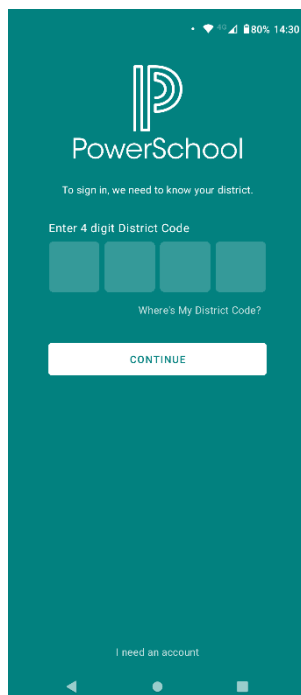 4G 80% 14:30
PowerSchool
To sign in, we need to know your district.
Enter 4 digit District Code
Where's My District Code?
CONTINUE
I need an account